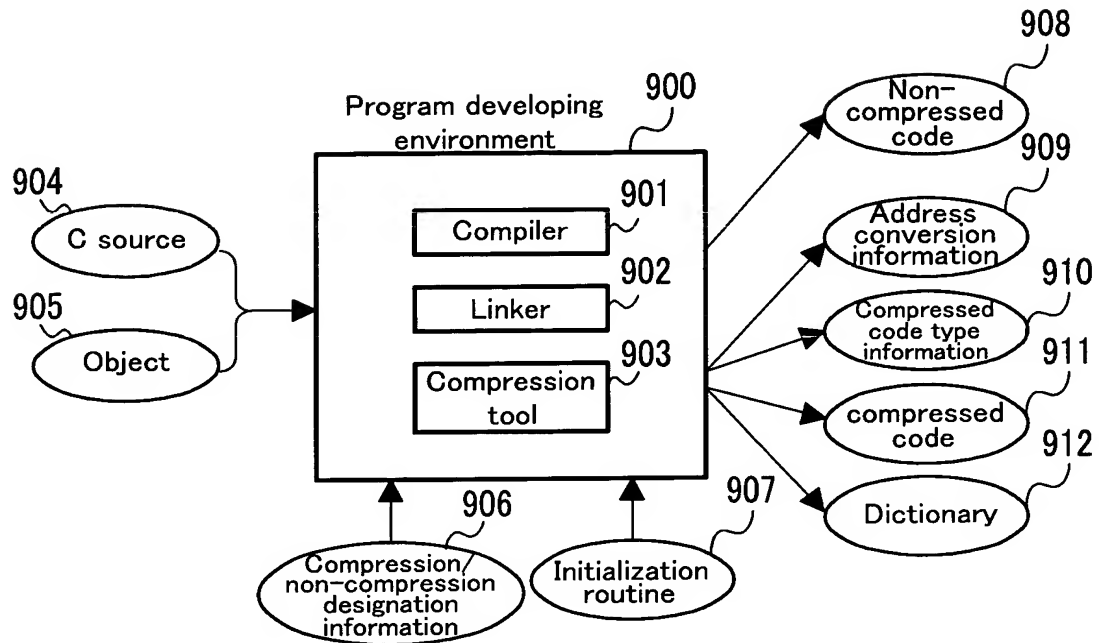 908
900
Program developing
environment
Non-
compressed
code
909
904
901
C source
Compiler
Address
conversion
information
902
910
905
Linker
Compressed
code type
information
Object
903
911
Compression
tool
compressed
code
912
906
907
Dictionary
Compression/
non-compression
designation
information
Initialization
routine